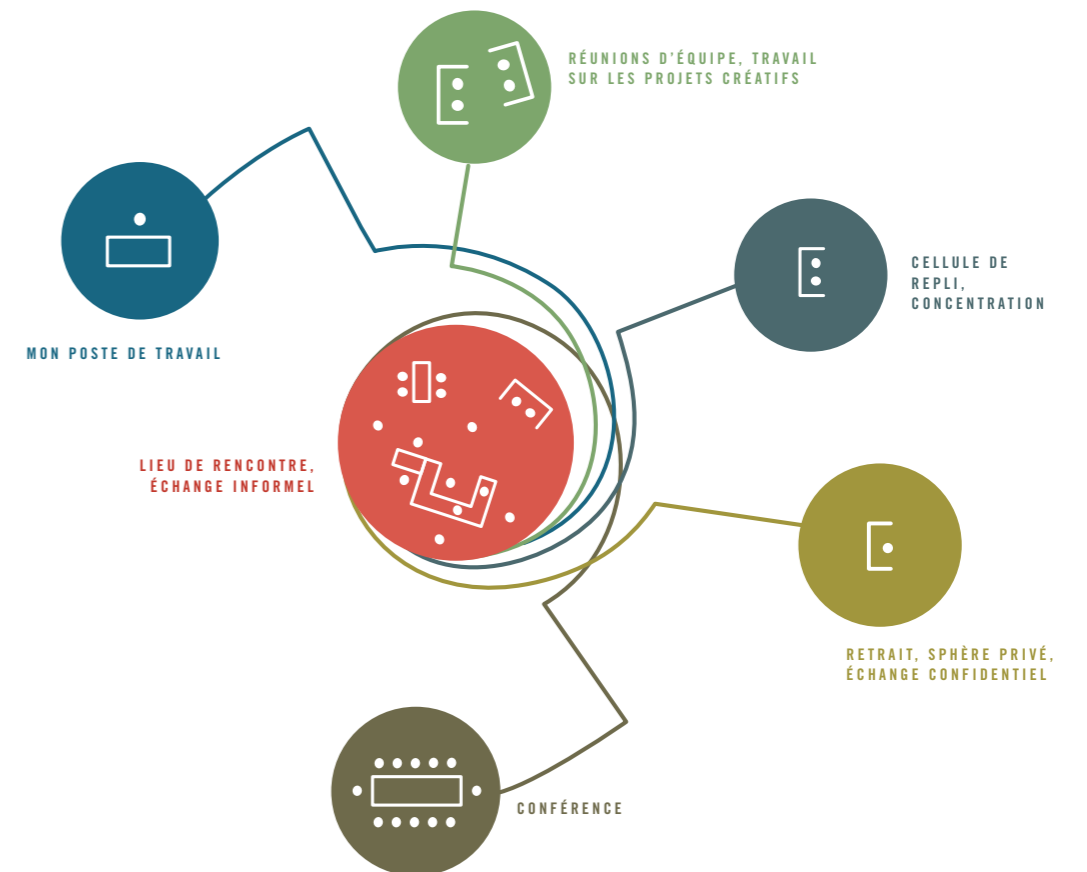 RÉUNIONS D'ÉQUIPE, TRAVAIL
SUR LES PROJETS CRÉATIFS
CELLULE DE
REPLI,
CONCENTRATION
MON POSTE DE TRAVAIL
LIEU DE RENCONTRE,
ÉCHANGE INFORMEL
RETRAIT, SPHÈRE PRIVÉ,
ÉCHANGE CONFIDENTIEL
CONFÉRENCE